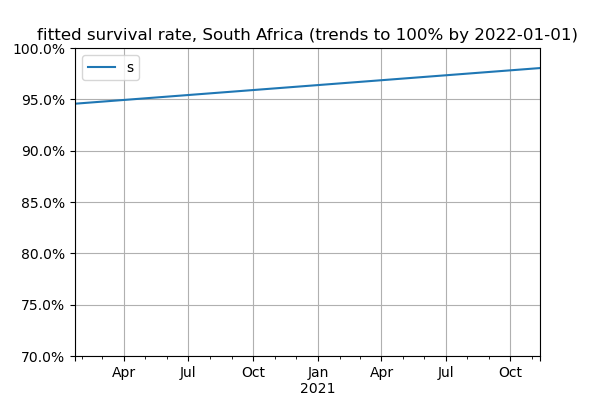 fitted survival rate, South Africa (trends to 100% by 2022-01-01)
100.0%
s
95.0%
90.0%
85.0%
80.0%
75.0%
70.0%
Apr Jul Oct Jan Apr Jul Oct
2021